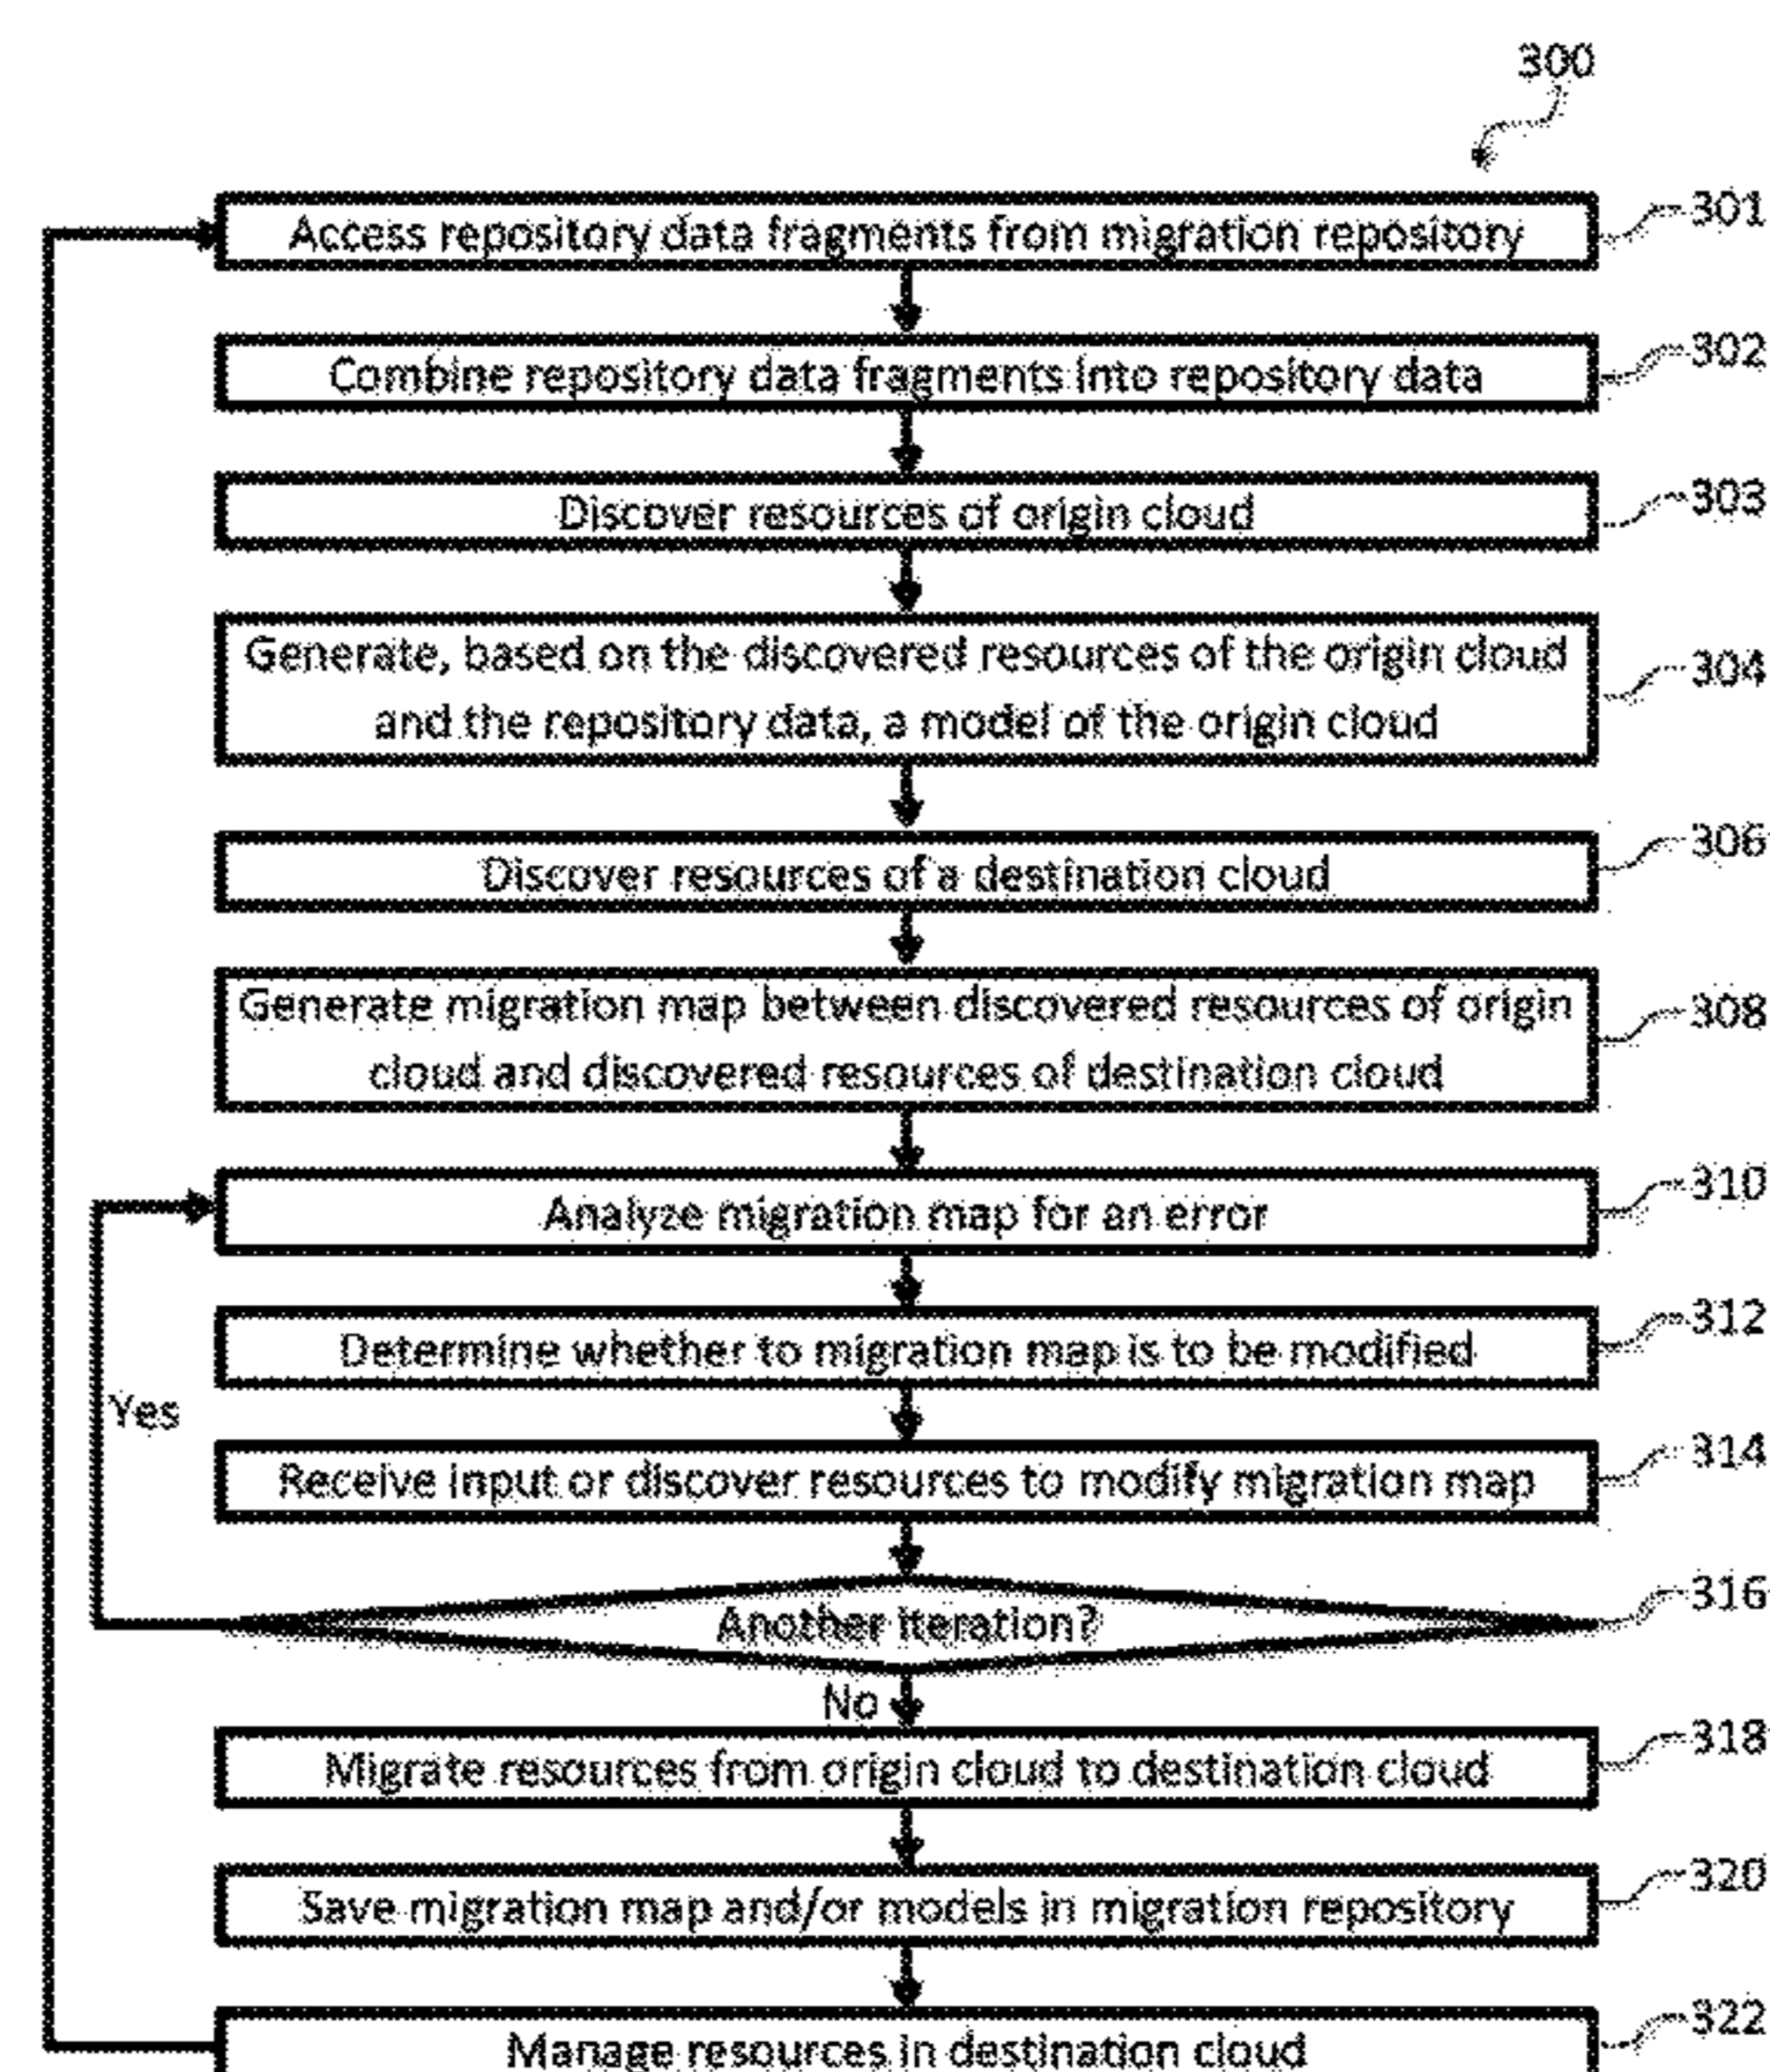 300
Access repository data fragments from migration repository
301
Combine repository data fragments into repository data
302
Discover resources of origin cloud
303
Generate, based on the discovered resources of the origin cloud
and the repository data, a model of the origin cloud
304
Discover resources of a destination cloud
306
Generate migration map between discovered resources of origin
cloud and discovered resources of destination cloud
308
Analyze migration map for an error
310
Determine whether to migration map is to be modified
312
Yes
Receive input or discover resources to modify migration map
314
Another iteration?
316
No
Migrate resources from origin cloud to destination cloud
318
Save migration map and/or models in migration repository
320
Manage resources in destination cloud
322